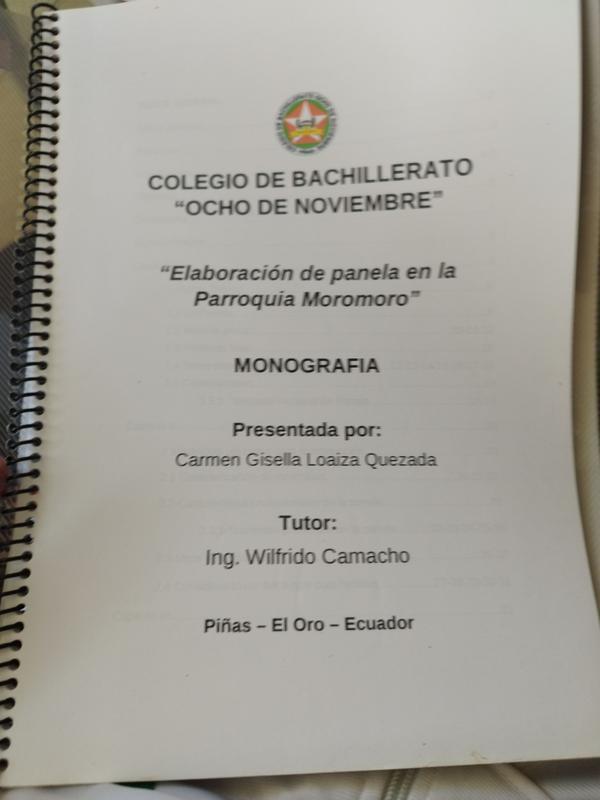 COLEGIO DE BACHILLERATO
“OCHO DE NOVIEMBRE”
“Elaboración de panela en la
Parroquia Moromoro”
MONOGRAFIA
Presentada por:
Carmen Gisella Loaiza Quezada
Tutor:
Ing. Wilfrido Camacho
Piñas – El Oro – Ecuador